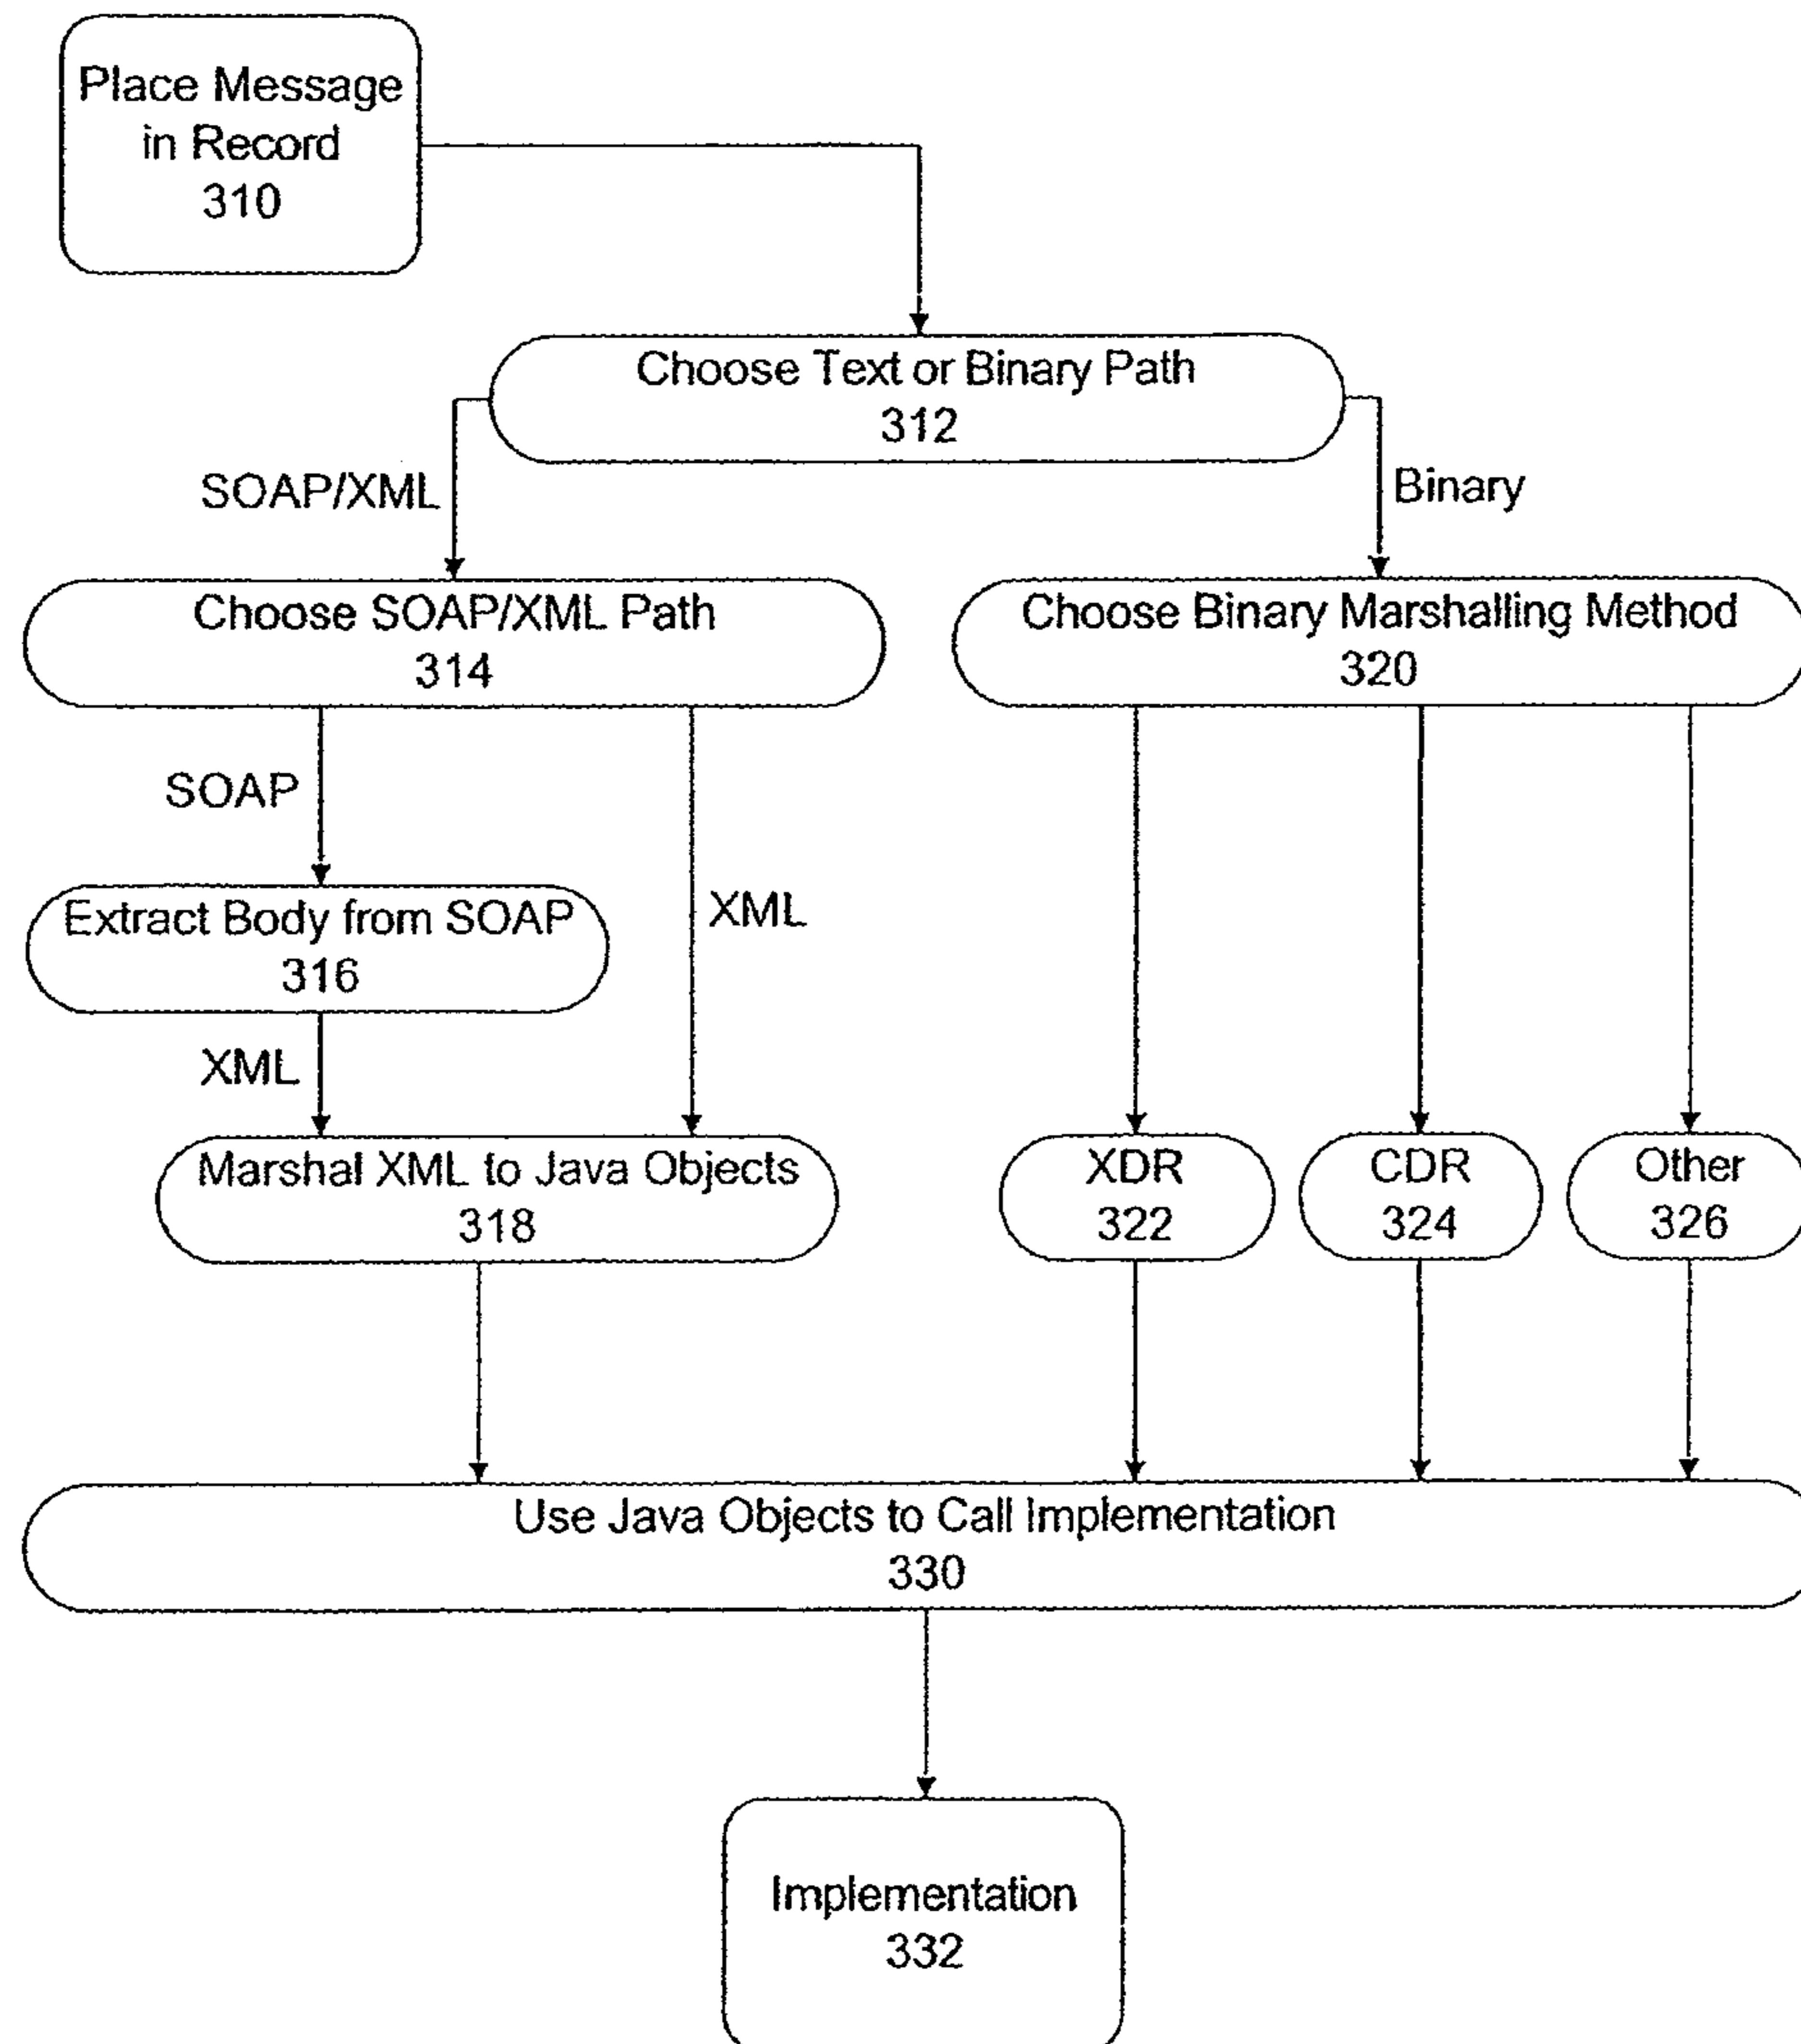 Place Message
in Record
310
Choose Text or Binary Path
312
SOAP/XML
Binary
Choose SOAP/XML Path
314
Choose Binary Marshalling Method
320
SOAP
Extract Body from SOAP
316
XML
XML
Marshal XML to Java Objects
318
XDR
322
CDR
324
Other
326
Use Java Objects to Call Implementation
330
Implementation
332